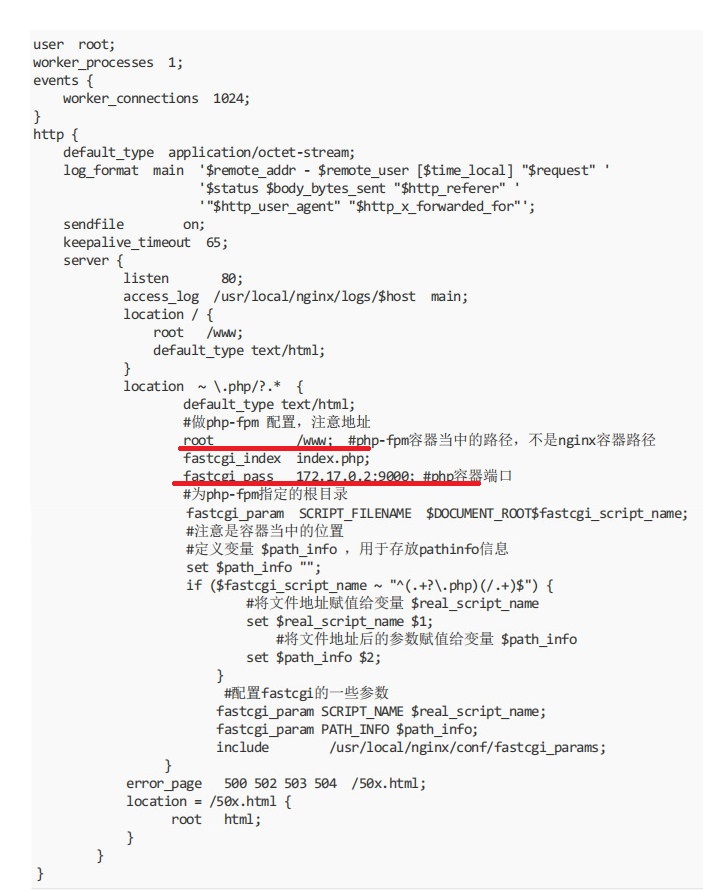 user  root;
worker_processes  1;
events {
    worker_connections  1024;
}
http {
    default_type  application/octet-stream;
    log_format  main  '$remote_addr - $remote_user [$time_local] "$request" '
                      '$status $body_bytes_sent "$http_referer" '
                      '"$http_user_agent" "$http_x_forwarded_for"';
    sendfile        on;
    keepalive_timeout  65;
    server {
            listen       80;
            access_log  /usr/local/nginx/logs/$host  main;
            location / {
                root   /www;
                default_type text/html;
            }
            location  ~ \.php/?.*  {
                    default_type text/html;
                    #做php-fpm 配置，注意地址
                    root           /www;  #php-fpm容器当中的路径，不是nginx容器路径
                    fastcgi_index  index.php;
                    fastcgi_pass   172.17.0.2:9000; #php容器端口
                    #为php-fpm指定的根目录
                    fastcgi_param  SCRIPT_FILENAME  $DOCUMENT_ROOT$fastcgi_script_name;
                    #注意是容器当中的位置
                    #定义变量 $path_info ，用于存放pathinfo信息
                    set $path_info "";
                    if ($fastcgi_script_name ~ "^(.+?\.php)(/.+)$") {
                            #将文件地址赋值给变量 $real_script_name
                            set $real_script_name $1;
                                #将文件地址后的参数赋值给变量 $path_info
                            set $path_info $2;
                        }
                         #配置fastcgi的一些参数
                        fastcgi_param SCRIPT_NAME $real_script_name;
                        fastcgi_param PATH_INFO $path_info;
                        include        /usr/local/nginx/conf/fastcgi_params;
                 }
            error_page   500 502 503 504  /50x.html;
            location = /50x.html {
                  root   html;
            }
        }
}